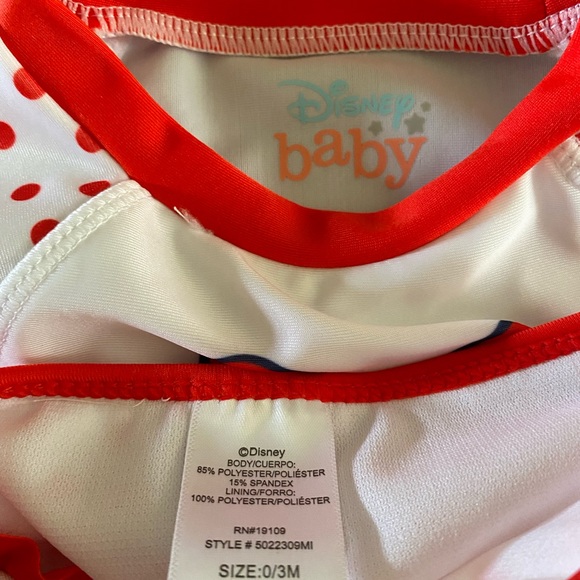 Disney
baby
©Disney
BODY/CUERPO:
85% POLYESTER/POLIÉSTER
15% SPANDEX
LINING/FORRO:
100% POLYESTER/POLIÉSTER
RN#19109
STYLE # 5022309MI
SIZE:0/3M